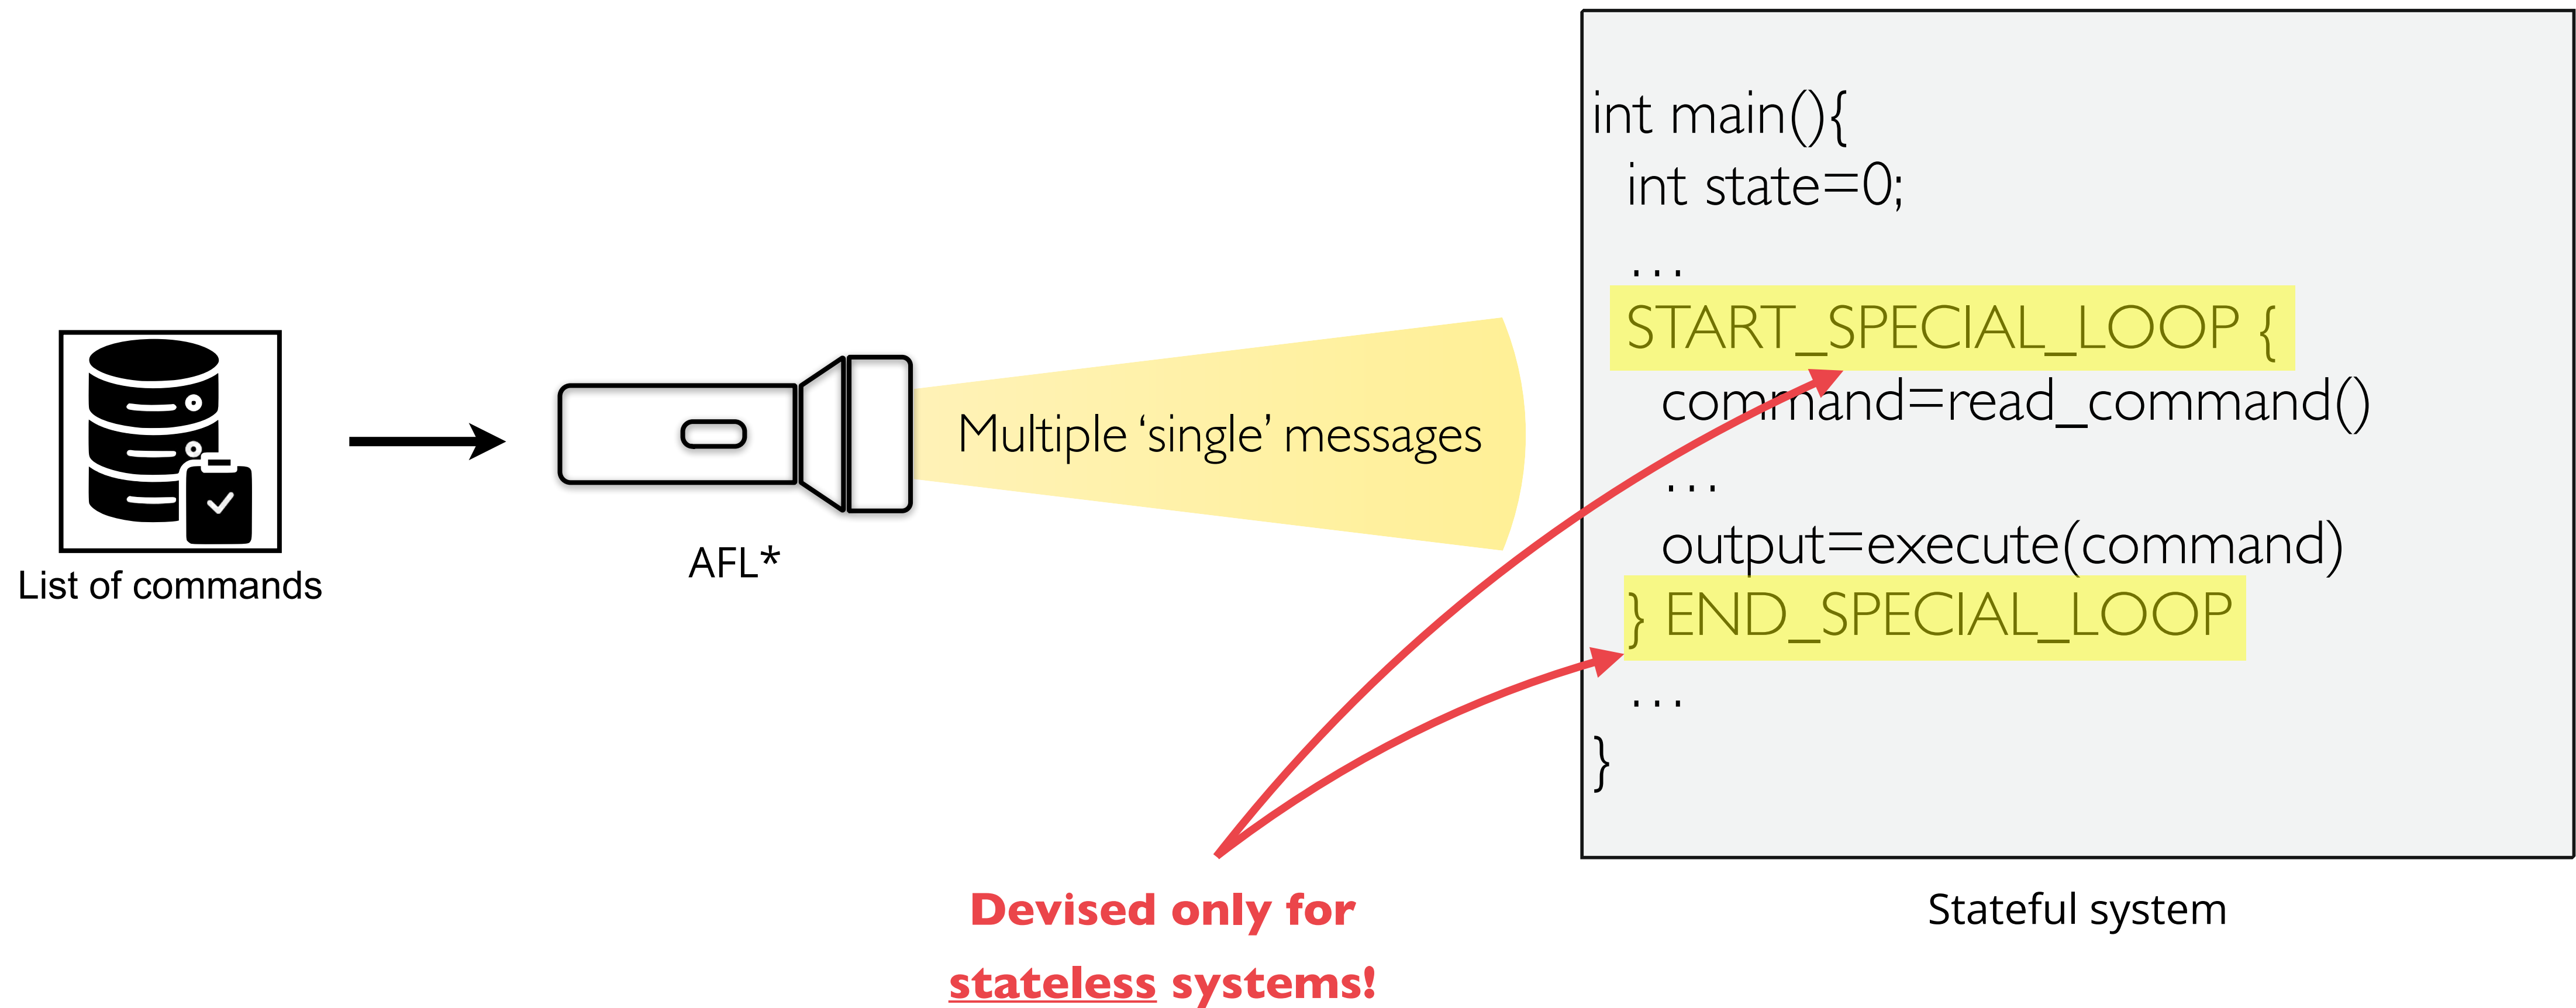 List of commands
AFL*
Multiple ‘single’ messages
int main(){
int state=0;
...
START_SPECIAL_LOOP {
command=read_command()
...
output=execute(command)
} END_SPECIAL_LOOP
...
}
Stateful system
Devised only for
stateless systems!